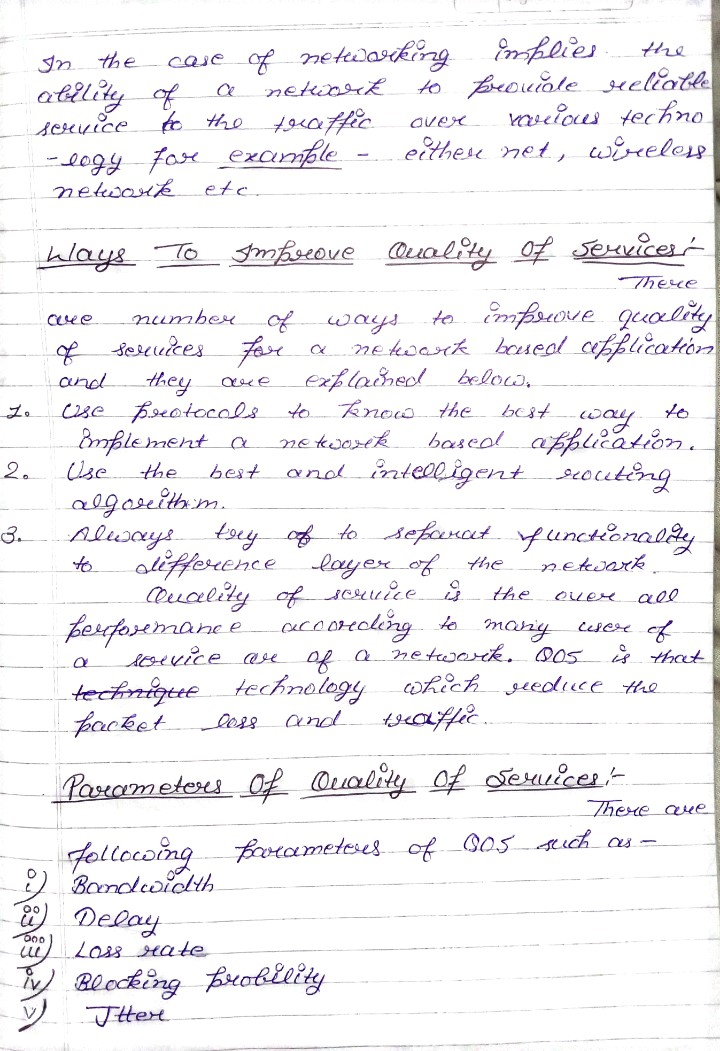 In the case of networking implies the
ability of a network to provide reliable
service to the traffic over various techno
-logy for example - either net, wireless
network etc
Ways To Improve Quality Of Services:-
There
are number of ways to improve quality
of services for a network based application
and they are explained below.
1. Use protocols to know the best way to
implement a network based application.
2. Use the best and intelligent routing
algorithim.
3. Always try of to separat functionality
to difference layer of the network.
Quality of service is the over all
performance according to many user of
a service are of a network. QOS is that
technique technology which reduce the
packet loss and traffic.
Parameters Of Quality Of Services:-
There are
following parameters of QOS such as -
i) Bandwidth
ii) Delay
iii) Loss rate
iv) Blocking probility
v) Jtter